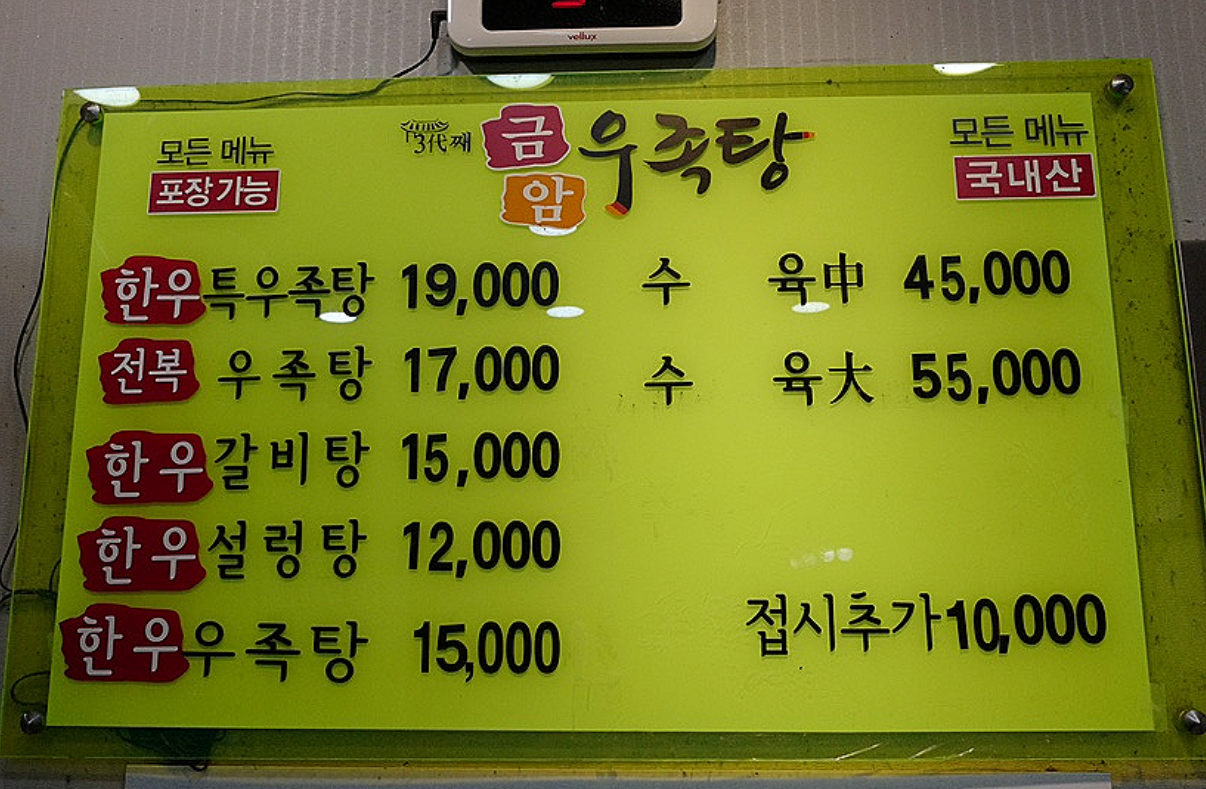 vellux
모든 메뉴
포장가능
3代째 금암 우족탕
모든 메뉴
국내산
한우특우족탕 19,000
전복 우족탕 17,000
한우갈비탕 15,000
한우설렁탕 12,000
한우우족탕 15,000
수 육中 45,000
수 육大 55,000
접시추가10,000